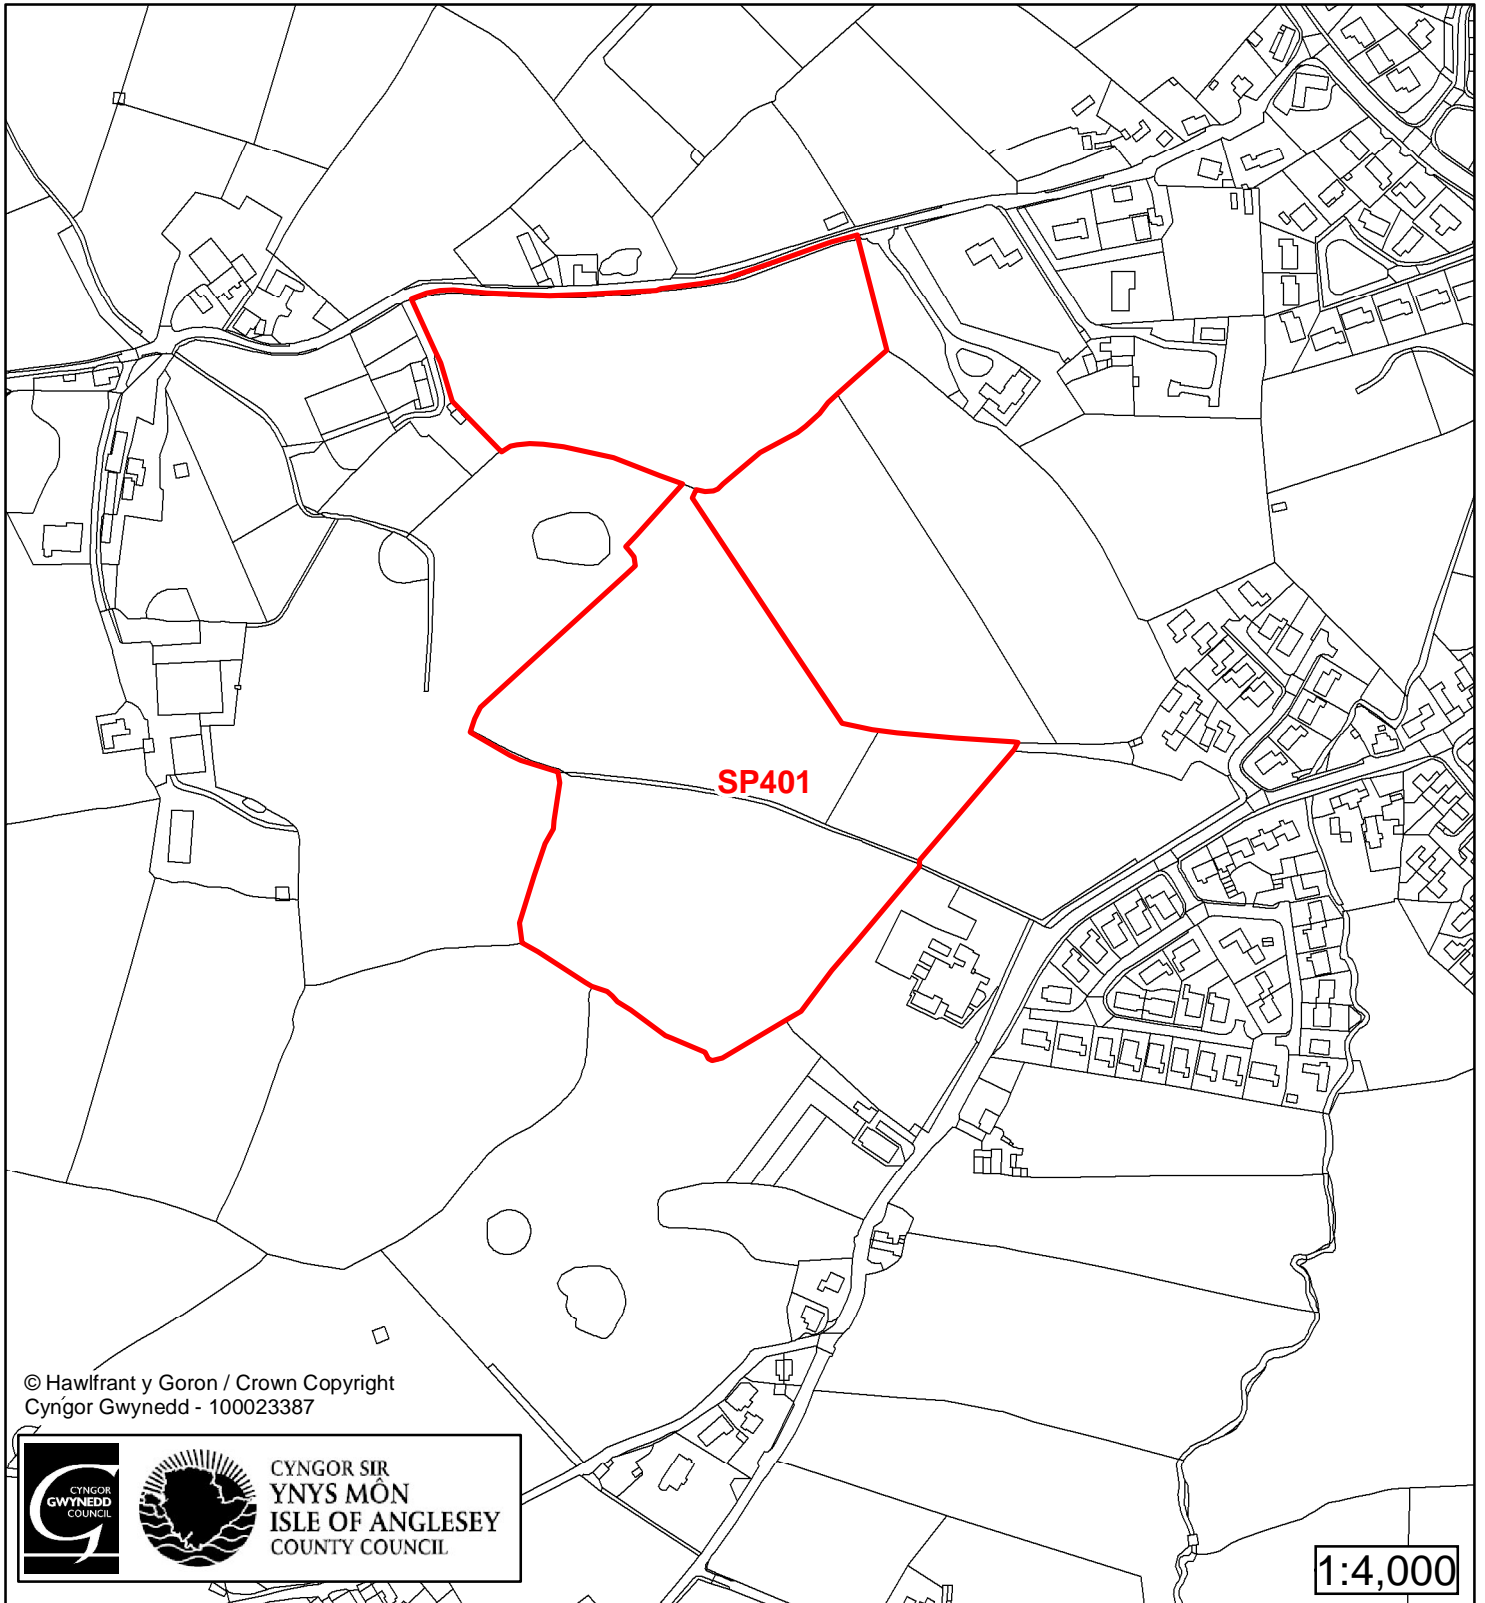 SP401
© Hawlfrant y Goron / Crown Copyright
Cyngor Gwynedd - 100023387
CYNGOR
GWYNEDD
COUNCIL
CYNGOR SIR
YNYS MÔN
ISLE OF ANGLESEY
COUNTY COUNCIL
1:4,000